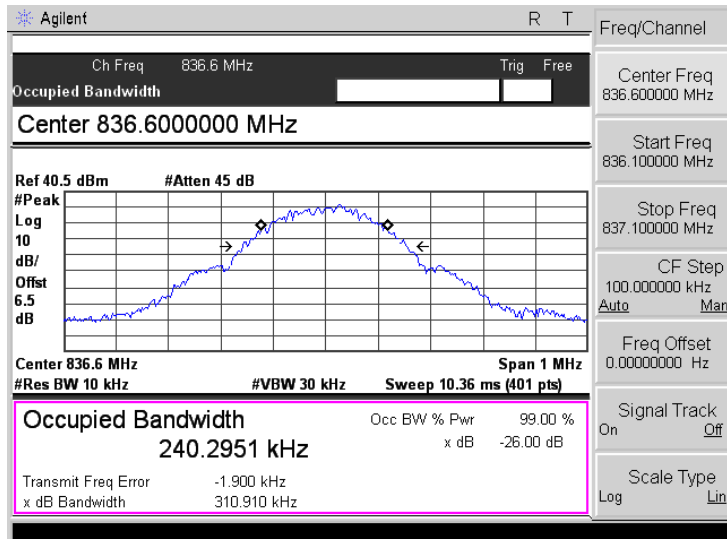 Agilent
R T
Ch Freq 836.6 MHz Trig Free
Occupied Bandwidth
Center 836.6000000 MHz
Ref 40.5 dBm #Atten 45 dB
#Peak
Log
10
dB/
Offst
6.5
dB
Center 836.6 MHz Span 1 MHz
#Res BW 10 kHz #VBW 30 kHz Sweep 10.36 ms (401 pts)
Occupied Bandwidth
240.2951 kHz
Occ BW % Pwr 99.00 %
x dB -26.00 dB
Transmit Freq Error -1.900 kHz
x dB Bandwidth 310.910 kHz
Freq/Channel
Center Freq
836.600000 MHz
Start Freq
836.100000 MHz
Stop Freq
837.100000 MHz
CF Step
100.000000 kHz
Auto Man
Freq Offset
0.00000000 Hz
Signal Track
On Off
Scale Type
Log Lin